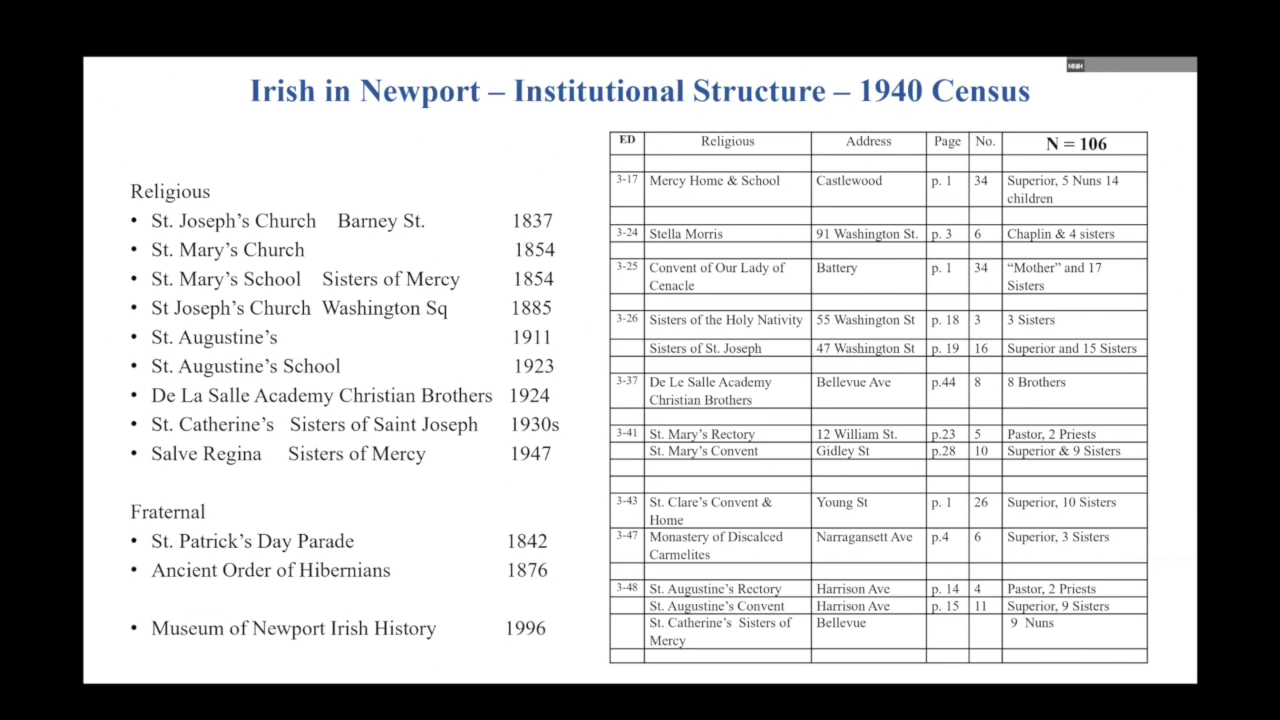 MNIH
Irish in Newport – Institutional Structure – 1940 Census
Religious
• St. Joseph's Church Barney St. 1837
• St. Mary's Church 1854
• St. Mary's School Sisters of Mercy 1854
• St Joseph's Church Washington Sq 1885
• St. Augustine's 1911
• St. Augustine's School 1923
• De La Salle Academy Christian Brothers 1924
• St. Catherine's Sisters of Saint Joseph 1930s
• Salve Regina Sisters of Mercy 1947
Fraternal
• St. Patrick's Day Parade 1842
• Ancient Order of Hibernians 1876
• Museum of Newport Irish History 1996
ED Religious Address Page No. N = 106
3-17 Mercy Home & School Castlewood p. 1 34 Superior, 5 Nuns 14
children
3-24 Stella Morris 91 Washington St. p. 3 6 Chaplin & 4 sisters
3-25 Convent of Our Lady of Battery p. 1 34 “Mother” and 17
Cenacle Sisters
3-26 Sisters of the Holy Nativity 55 Washington St p. 18 3 3 Sisters
Sisters of St. Joseph 47 Washington St p. 19 16 Superior and 15 Sisters
3-37 De Le Salle Academy Bellevue Ave p.44 8 8 Brothers
Christian Brothers
3-41 St. Mary's Rectory 12 William St. p.23 5 Pastor, 2 Priests
St. Mary's Convent Gidley St p.28 10 Superior & 9 Sisters
3-43 St. Clare's Convent & Young St p. 1 26 Superior, 10 Sisters
Home
3-47 Monastery of Discalced Narragansett Ave p.4 6 Superior, 3 Sisters
Carmelites
3-48 St. Augustine's Rectory Harrison Ave p. 14 4 Pastor, 2 Priests
St. Augustine's Convent Harrison Ave p. 15 11 Superior, 9 Sisters
St. Catherine's Sisters of Bellevue 9 Nuns
Mercy